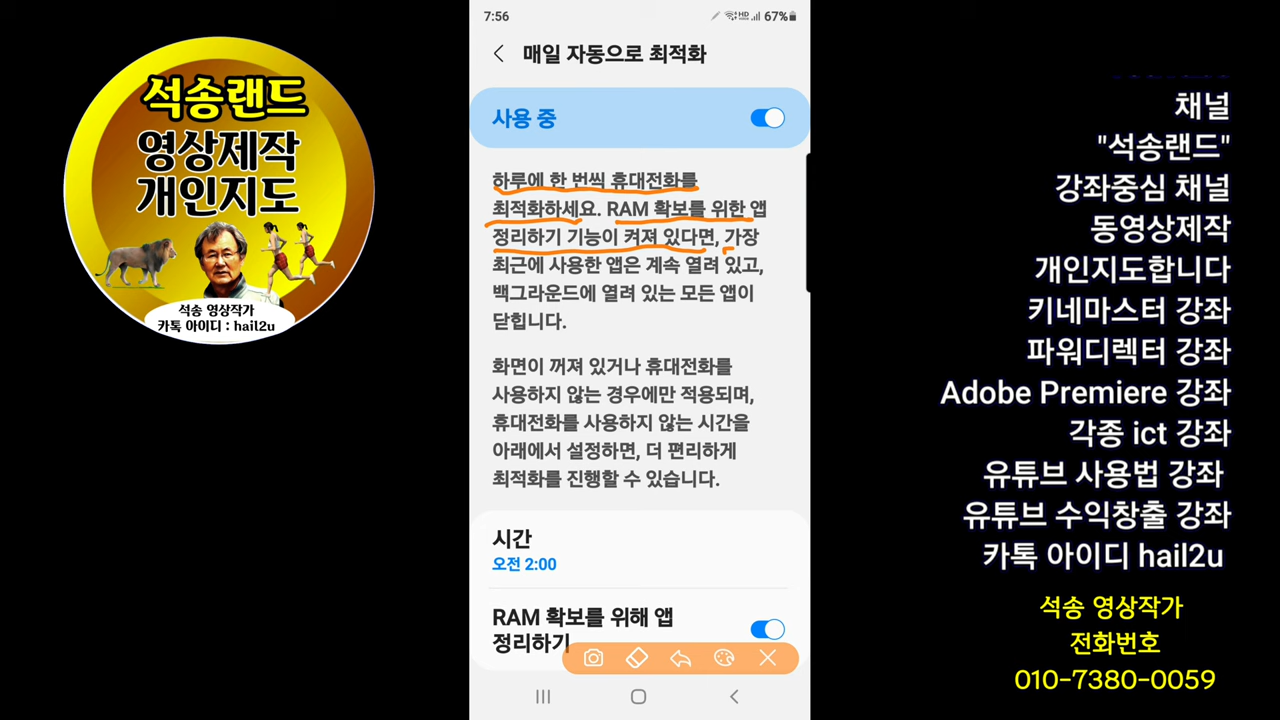 석송랜드
영상제작
개인지도
석송 영상작가
카톡 아이디 : hail2u
7:56
67%
매일 자동으로 최적화
사용 중
하루에 한 번씩 휴대전화를
최적화하세요. RAM 확보를 위한 앱
정리하기 기능이 켜져 있다면, 가장
최근에 사용한 앱은 계속 열려 있고,
백그라운드에 열려 있는 모든 앱이
닫힙니다.
화면이 꺼져 있거나 휴대전화를
사용하지 않는 경우에만 적용되며,
휴대전화를 사용하지 않는 시간을
아래에서 설정하면, 더 편리하게
최적화를 진행할 수 있습니다.
시간
오전 2:00
RAM 확보를 위해 앱
정리하기
채널
"석송랜드"
강좌중심 채널
동영상제작
개인지도합니다
키네마스터 강좌
파워디렉터 강좌
Adobe Premiere 강좌
각종 ict 강좌
유튜브 사용법 강좌
유튜브 수익창출 강좌
카톡 아이디 hail2u
석송 영상작가
전화번호
010-7380-0059